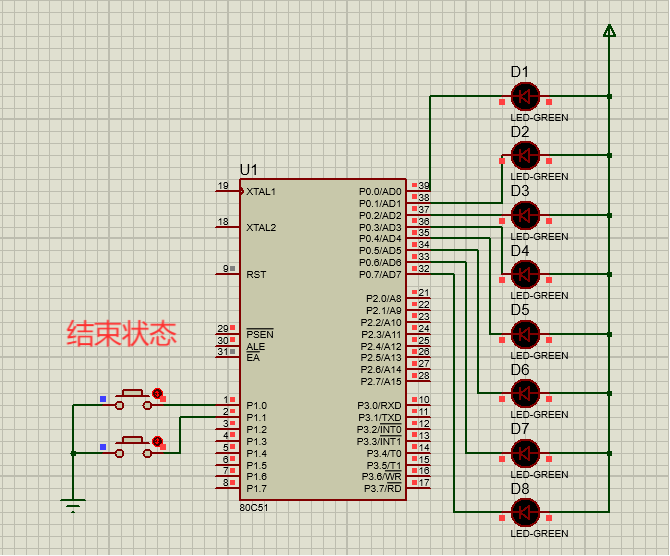 D1
LED-GREEN
D2
LED-GREEN
D3
LED-GREEN
D4
LED-GREEN
D5
LED-GREEN
D6
LED-GREEN
D7
LED-GREEN
D8
LED-GREEN
U1
19 XTAL1
18 XTAL2
9 RST
29 PSEN
30 ALE
31 EA
1 P1.0
2 P1.1
3 P1.2
4 P1.3
5 P1.4
6 P1.5
7 P1.6
8 P1.7
P0.0/AD0 39
P0.1/AD1 38
P0.2/AD2 37
P0.3/AD3 36
P0.4/AD4 35
P0.5/AD5 34
P0.6/AD6 33
P0.7/AD7 32
P2.0/A8 21
P2.1/A9 22
P2.2/A10 23
P2.3/A11 24
P2.4/A12 25
P2.5/A13 26
P2.6/A14 27
P2.7/A15 28
P3.0/RXD 10
P3.1/TXD 11
P3.2/INT0 12
P3.3/INT1 13
P3.4/T0 14
P3.5/T1 15
P3.6/WR 16
P3.7/RD 17
80C51
结束状态